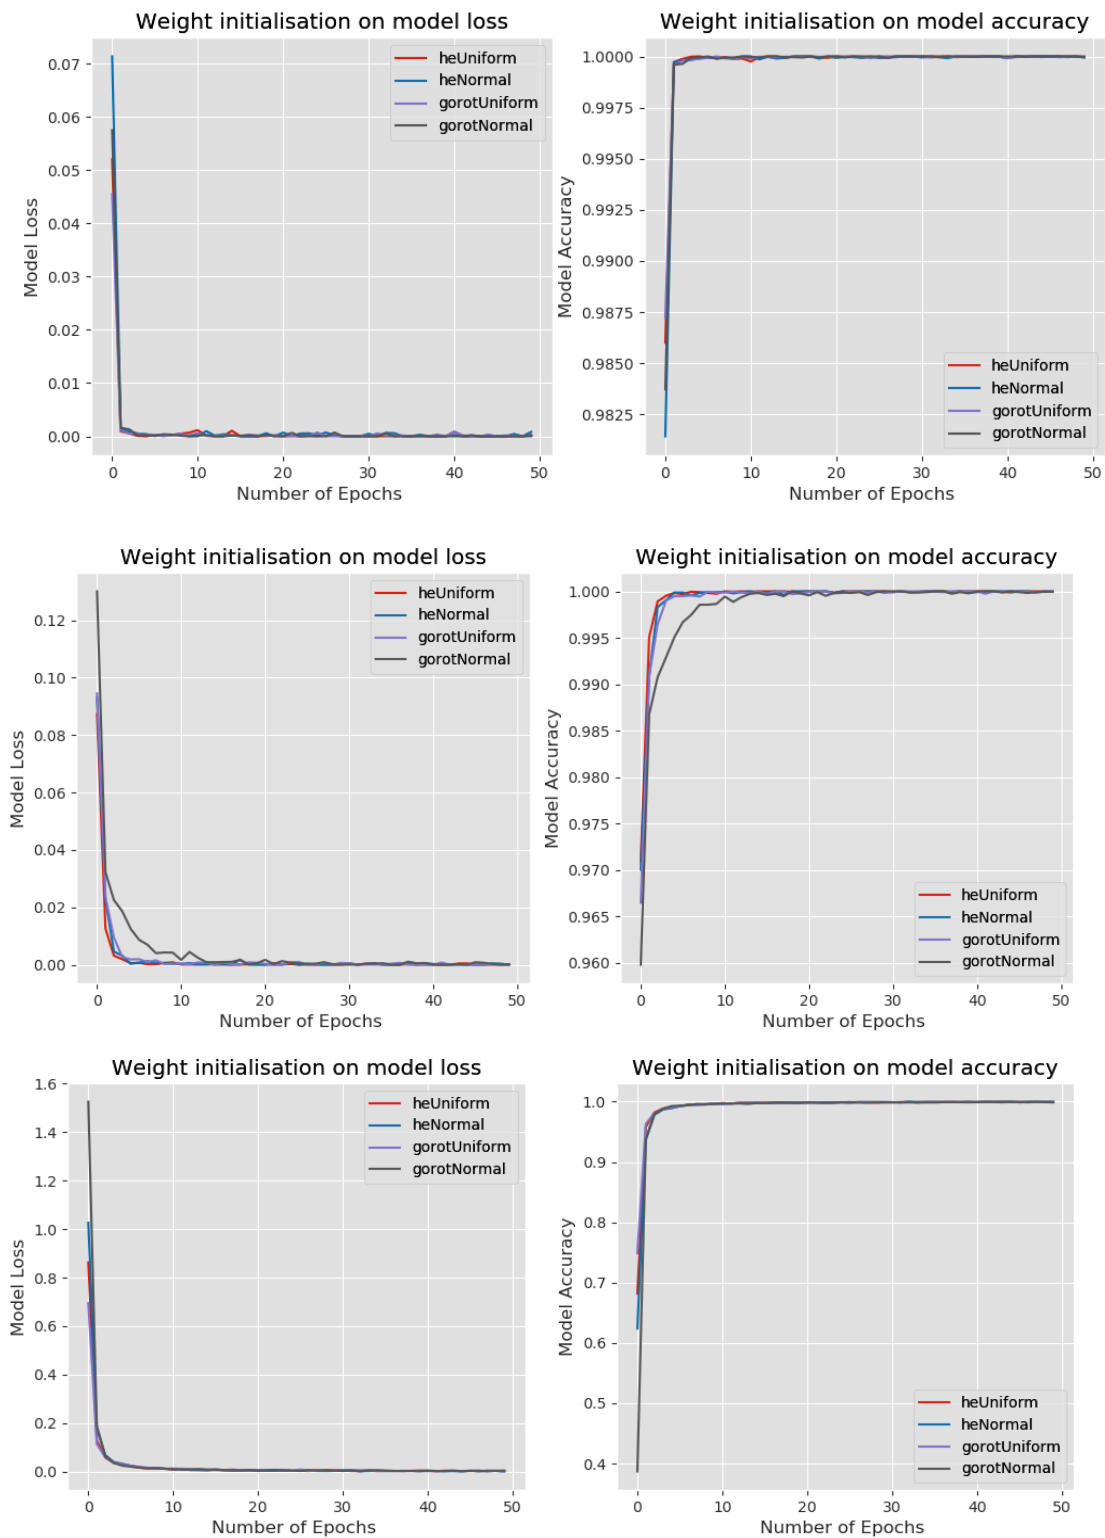 Weight initialisation on model loss
0.07
0.06
0.05
0.04
0.03
0.02
0.01
0.00
Model Loss
heUniform
heNormal
gorotUniform
gorotNormal
0 10 20 30 40 50
Number of Epochs
Weight initialisation on model accuracy
1.0000
0.9975
0.9950
0.9925
0.9900
0.9875
0.9850
0.9825
Model Accuracy
heUniform
heNormal
gorotUniform
gorotNormal
0 10 20 30 40 50
Number of Epochs
Weight initialisation on model loss
0.12
0.10
0.08
0.06
0.04
0.02
0.00
Model Loss
heUniform
heNormal
gorotUniform
gorotNormal
0 10 20 30 40 50
Number of Epochs
Weight initialisation on model accuracy
1.000
0.995
0.990
0.985
0.980
0.975
0.970
0.965
0.960
Model Accuracy
heUniform
heNormal
gorotUniform
gorotNormal
0 10 20 30 40 50
Number of Epochs
Weight initialisation on model loss
1.6
1.4
1.2
1.0
0.8
0.6
0.4
0.2
0.0
Model Loss
heUniform
heNormal
gorotUniform
gorotNormal
0 10 20 30 40 50
Number of Epochs
Weight initialisation on model accuracy
1.0
0.9
0.8
0.7
0.6
0.5
0.4
Model Accuracy
heUniform
heNormal
gorotUniform
gorotNormal
0 10 20 30 40 50
Number of Epochs